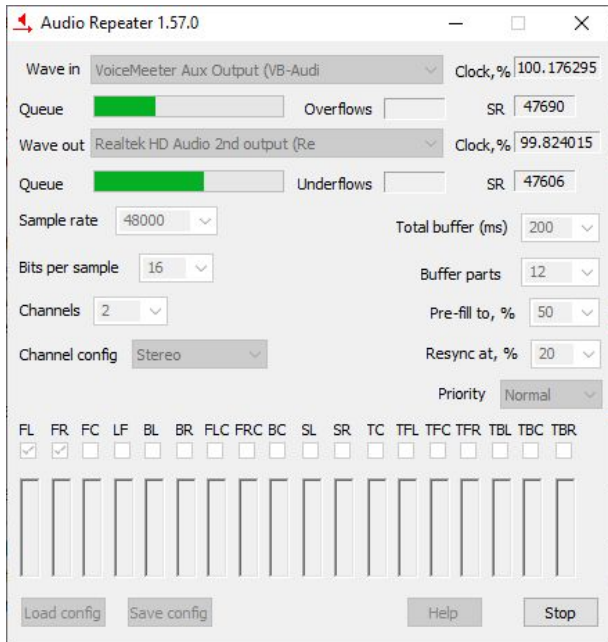 Audio Repeater 1.57.0
Wave in VoiceMeeter Aux Output (VB-Audi Clock,% 100.176295
Queue Overflows SR 47690
Wave out Realtek HD Audio 2nd output (Re Clock,% 99.824015
Queue Underflows SR 47606
Sample rate 48000 Total buffer (ms) 200
Bits per sample 16 Buffer parts 12
Channels 2 Pre-fill to, % 50
Channel config Stereo Resync at, % 20
Priority Normal
FL FR FC LF BL BR FLC FRC BC SL SR TC TFL TFC TFR TBL TBC TBR
Load config Save config Help Stop